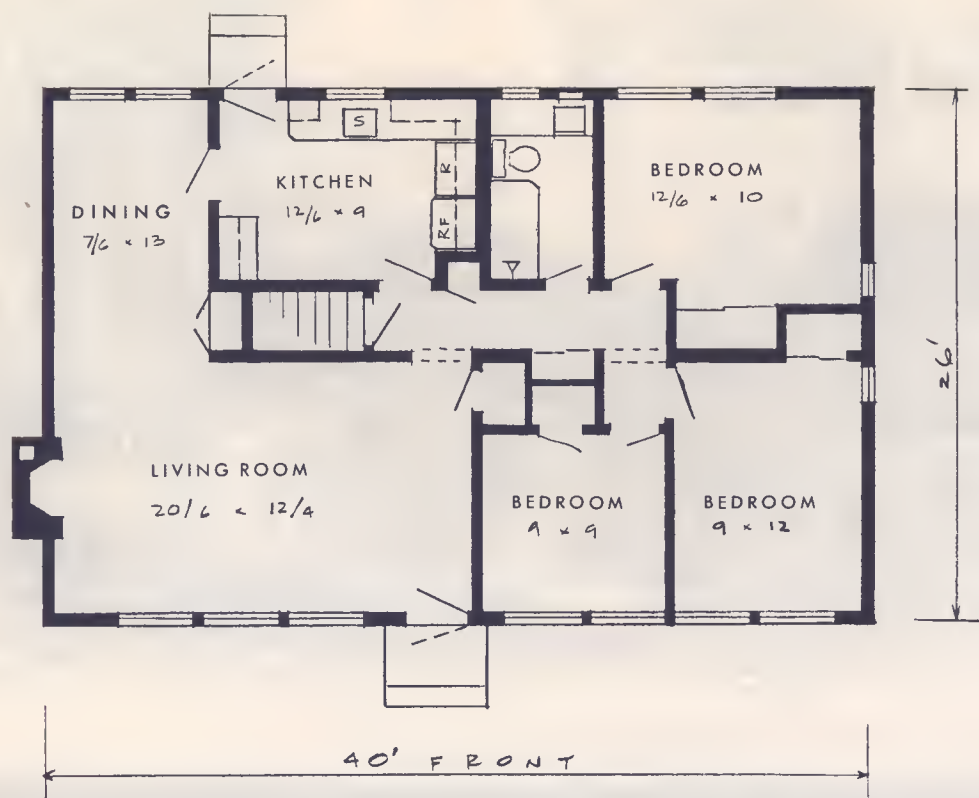 S
R
RF
KITCHEN
12/6 × 9
DINING
7/6 × 13
BEDROOM
12/6 × 10
LIVING ROOM
20/6 × 12/4
BEDROOM
9 × 9
BEDROOM
9 × 12
26'
40' FRONT